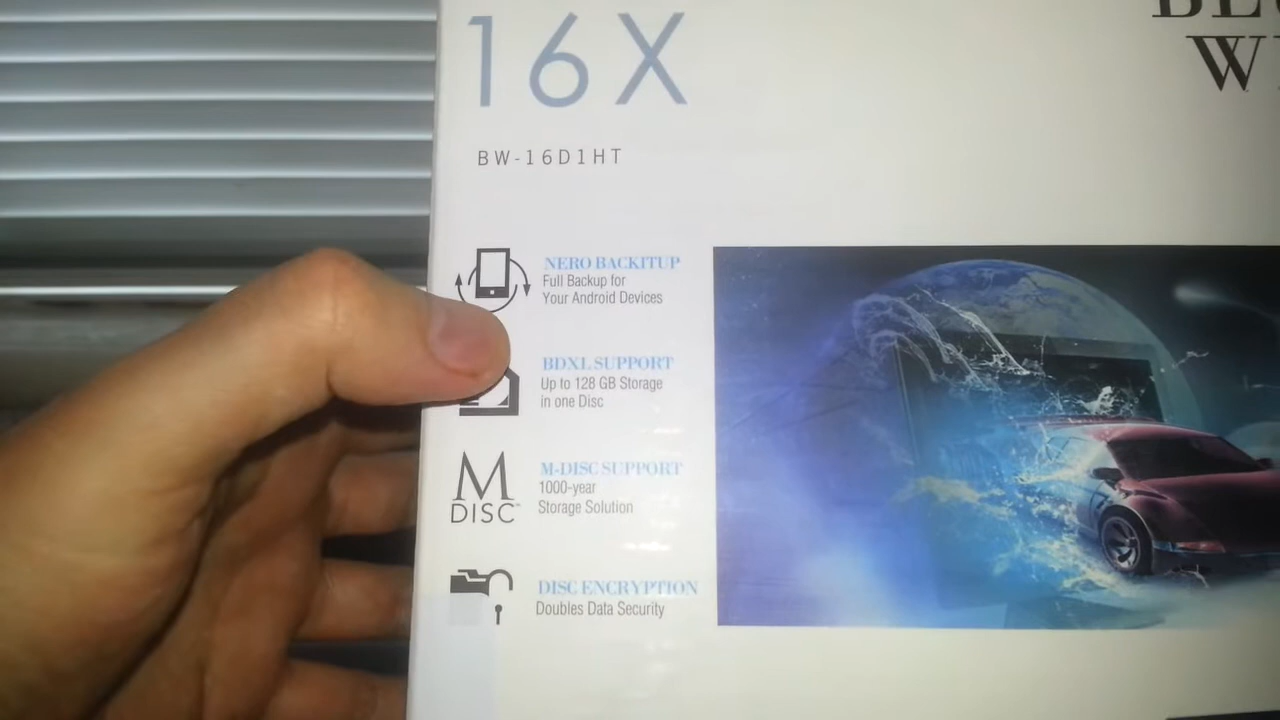 16X
BW-16D1HT
NERO BACKITUP
Full Backup for
Your Android Devices
BDXL SUPPORT
Up to 128 GB Storage
in one Disc
M
DISC™
M-DISC SUPPORT
1000-year
Storage Solution
DISC ENCRYPTION
Doubles Data Security